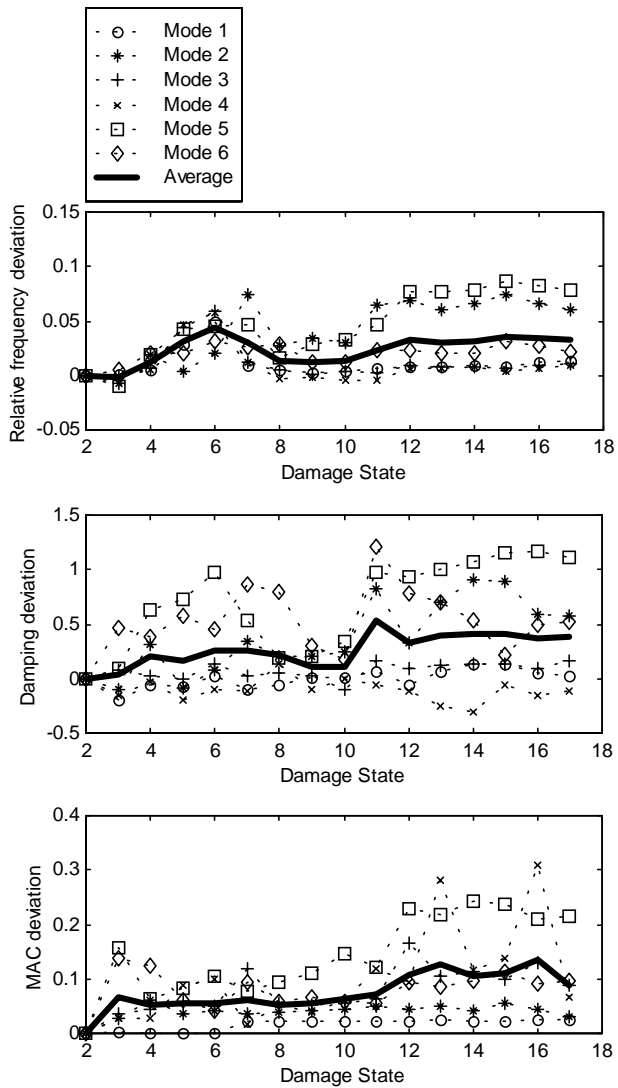 Mode 1
Mode 2
Mode 3
Mode 4
Mode 5
Mode 6
Average
0.15
0.1
0.05
0
-0.05
Relative frequency deviation
2 4 6 8 10 12 14 16 18
Damage State
1.5
1
0.5
0
-0.5
Damping deviation
2 4 6 8 10 12 14 16 18
Damage State
0.4
0.3
0.2
0.1
0
MAC deviation
2 4 6 8 10 12 14 16 18
Damage State